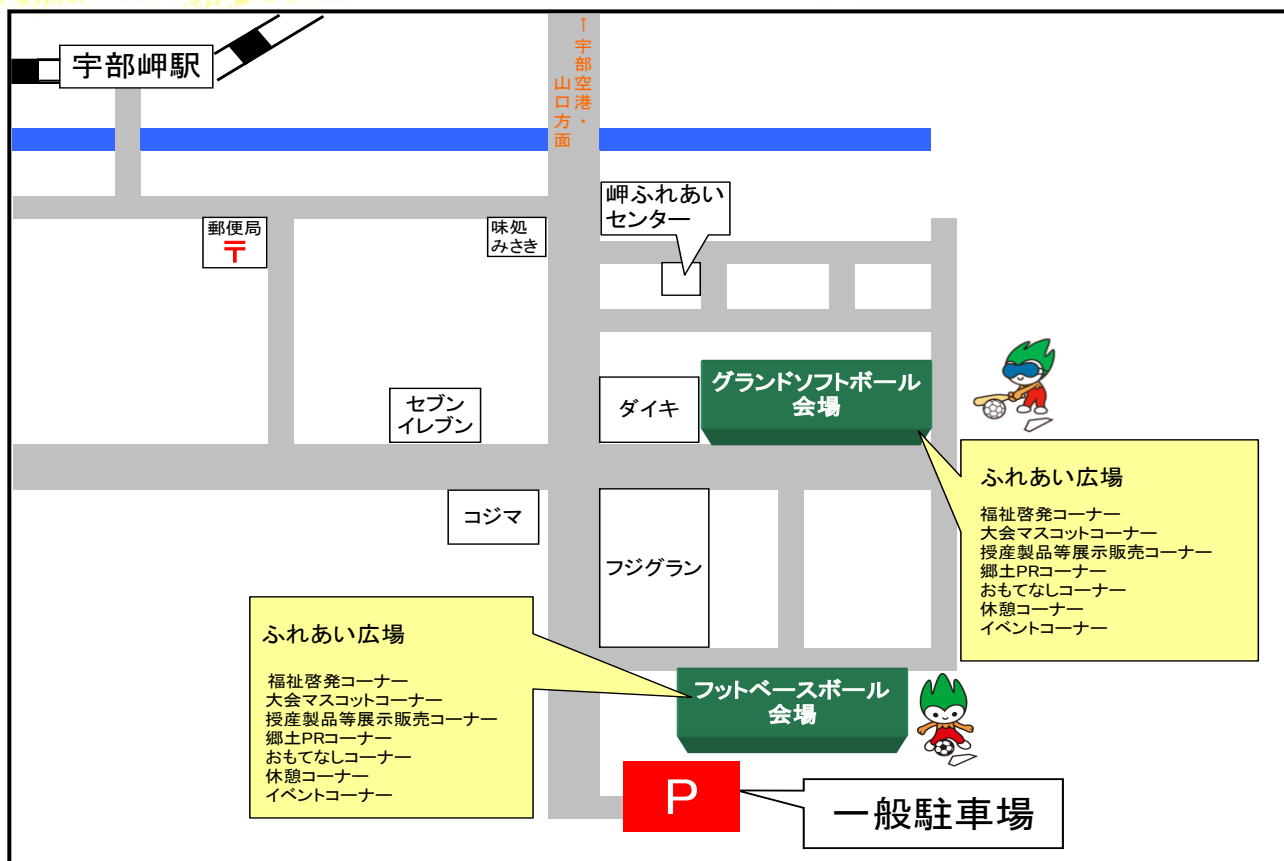 宇部岬駅
↑宇部空港・
山口方面
岬ふれあい
センター
郵便局
〒
味処
みさき
セブン
イレブン
ダイキ
グランドソフトボール
会場
ふれあい広場
福祉啓発コーナー
大会マスコットコーナー
授産製品等展示販売コーナー
郷土PRコーナー
おもてなしコーナー
休憩コーナー
イベントコーナー
コジマ
フジグラン
ふれあい広場
福祉啓発コーナー
大会マスコットコーナー
授産製品等展示販売コーナー
郷土PRコーナー
おもてなしコーナー
休憩コーナー
イベントコーナー
フットベースボール
会場
P
一般駐車場